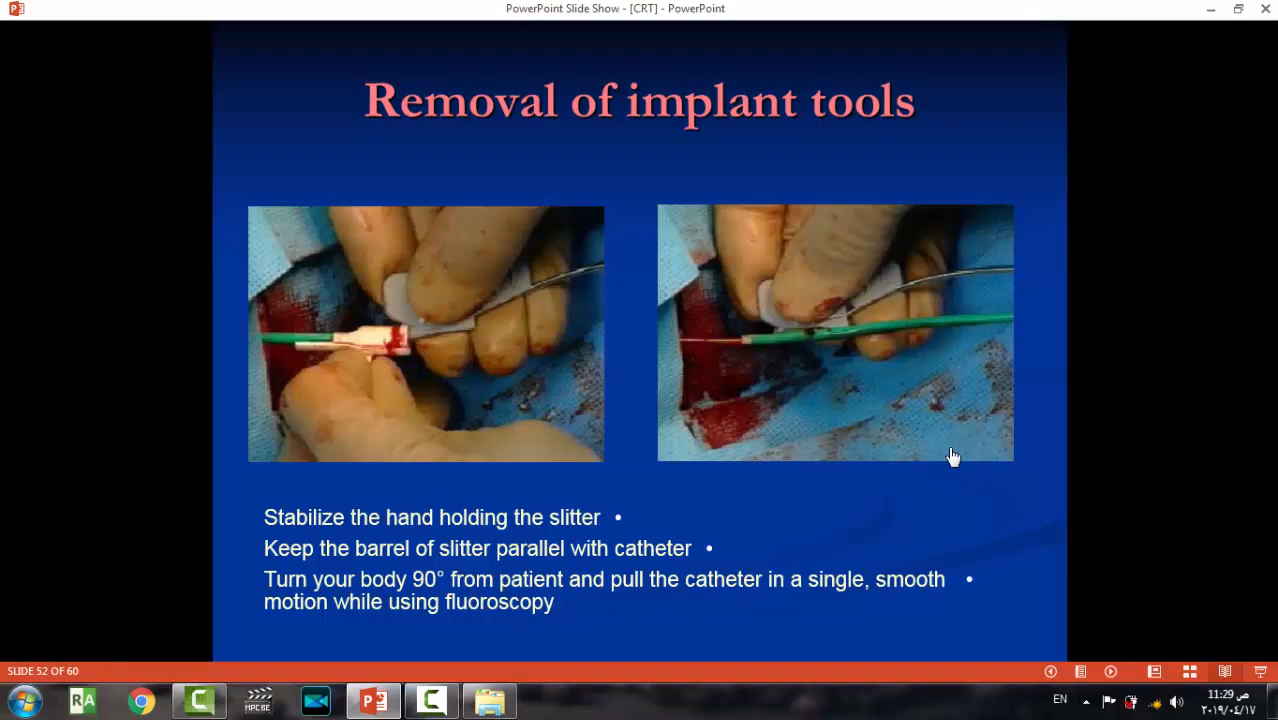 PowerPoint Slide Show - [CRT] - PowerPoint
Removal of implant tools
Stabilize the hand holding the slitter •
Keep the barrel of slitter parallel with catheter •
Turn your body 90° from patient and pull the catheter in a single, smooth •
motion while using fluoroscopy
SLIDE 52 OF 60
RA
MPC BE
EN
11:29 ص
٢٠١٩/٠٤/١٧